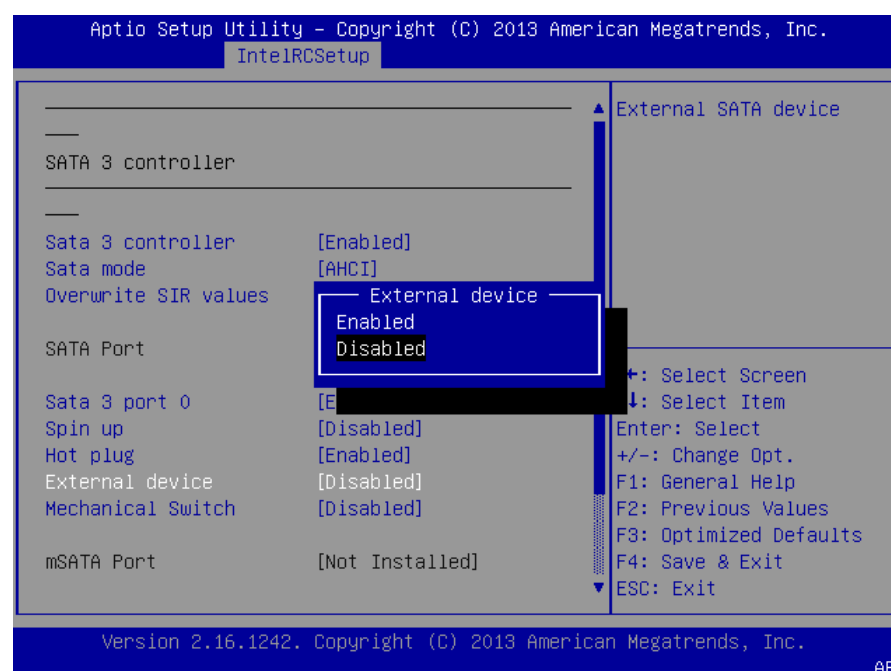 Aptio Setup Utility – Copyright (C) 2013 American Megatrends, Inc.
IntelRCSetup
SATA 3 controller
Sata 3 controller [Enabled]
Sata mode [AHCI]
Overwrite SIR values
SATA Port
Sata 3 port 0 [E
Spin up [Disabled]
Hot plug [Enabled]
External device [Disabled]
Mechanical Switch [Disabled]
mSATA Port [Not Installed]
External device
Enabled
Disabled
External SATA device
: Select Screen
: Select Item
Enter: Select
+/-: Change Opt.
F1: General Help
F2: Previous Values
F3: Optimized Defaults
F4: Save & Exit
ESC: Exit
Version 2.16.1242. Copyright (C) 2013 American Megatrends, Inc.